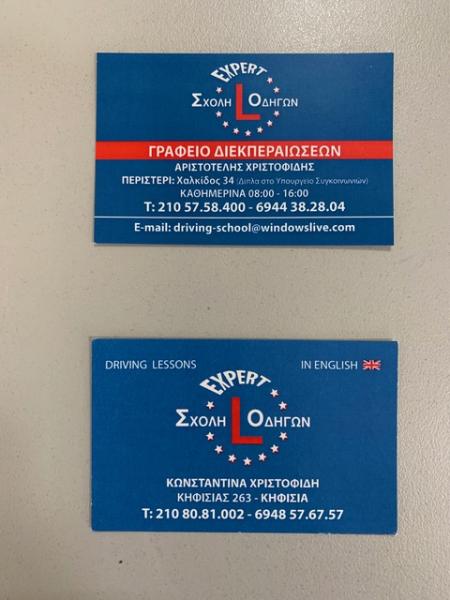 EXPERT
ΣΧΟΛΗ L ΟΔΗΓΩΝ
ΓΡΑΦΕΙΟ ΔΙΕΚΠΕΡΑΙΩΣΕΩΝ
ΑΡΙΣΤΟΤΕΛΗΣ ΧΡΙΣΤΟΦΙΔΗΣ
ΠΕΡΙΣΤΕΡΙ: Χαλκίδος 34 (Διπλα στο Υπουργείο Συγκοινωνιών)
ΚΑΘΗΜΕΡΙΝΑ 08:00 - 16:00
T: 210 57.58.400 - 6944 38.28.04
E-mail: driving-school@windowslive.com
DRIVING LESSONS IN ENGLISH
EXPERT
ΣΧΟΛΗ L ΟΔΗΓΩΝ
ΚΩΝΣΤΑΝΤΙΝΑ ΧΡΙΣΤΟΦΙΔΗ
ΚΗΦΙΣΙΑΣ 263 - ΚΗΦΙΣΙΑ
T: 210 80.81.002 - 6948 57.67.57